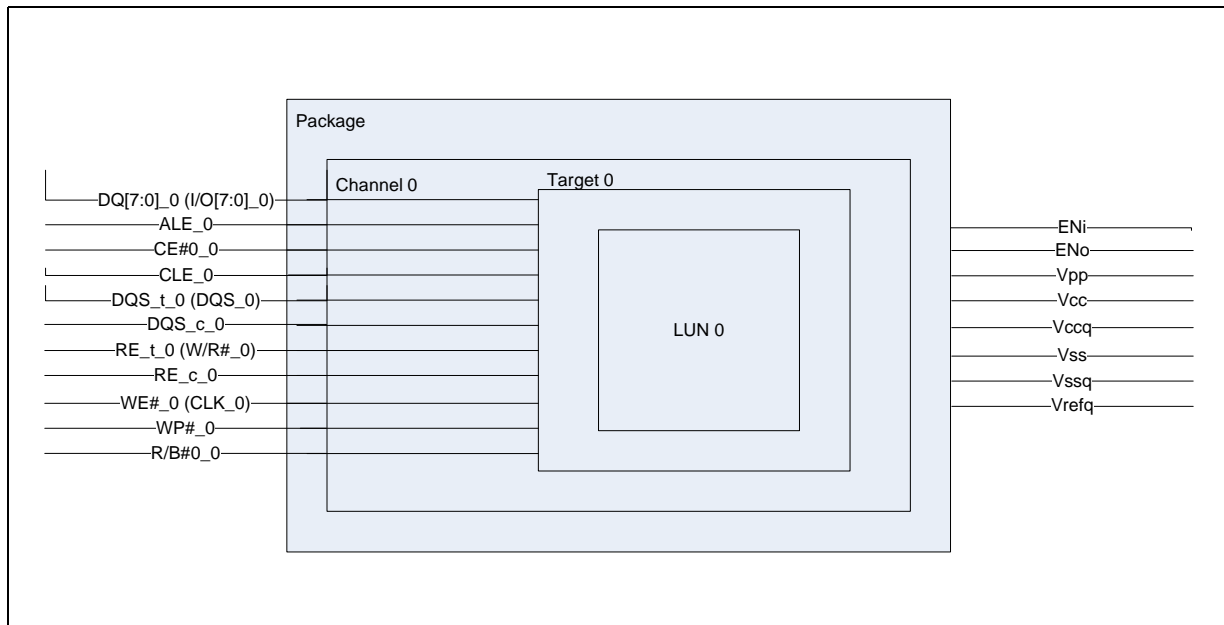 Package
Channel 0
Target 0
LUN 0
DQ[7:0]_0 (I/O[7:0]_0)
ALE_0
CE#0_0
CLE_0
DQS_t_0 (DQS_0)
DQS_c_0
RE_t_0 (W/R#_0)
RE_c_0
WE#_0 (CLK_0)
WP#_0
R/B#0_0
ENi
ENo
Vpp
Vcc
Vccq
Vss
Vssq
Vrefq